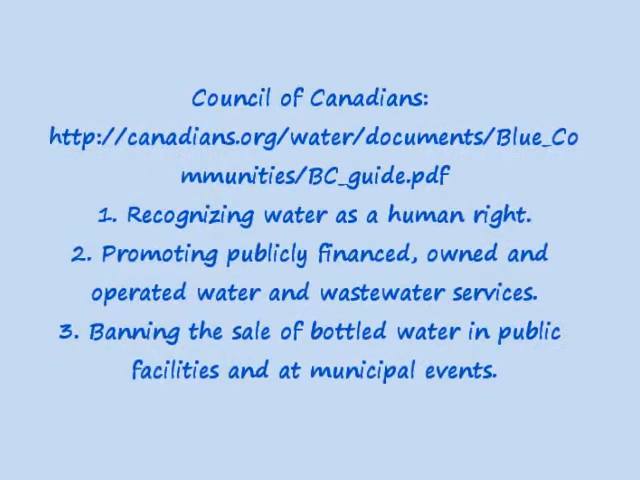 Council of Canadians:
http://canadians.org/water/documents/Blue_Co
mmunities/BC_guide.pdf
1. Recognizing water as a human right.
2. Promoting publicly financed, owned and
operated water and wastewater services.
3. Banning the sale of bottled water in public
facilities and at municipal events.